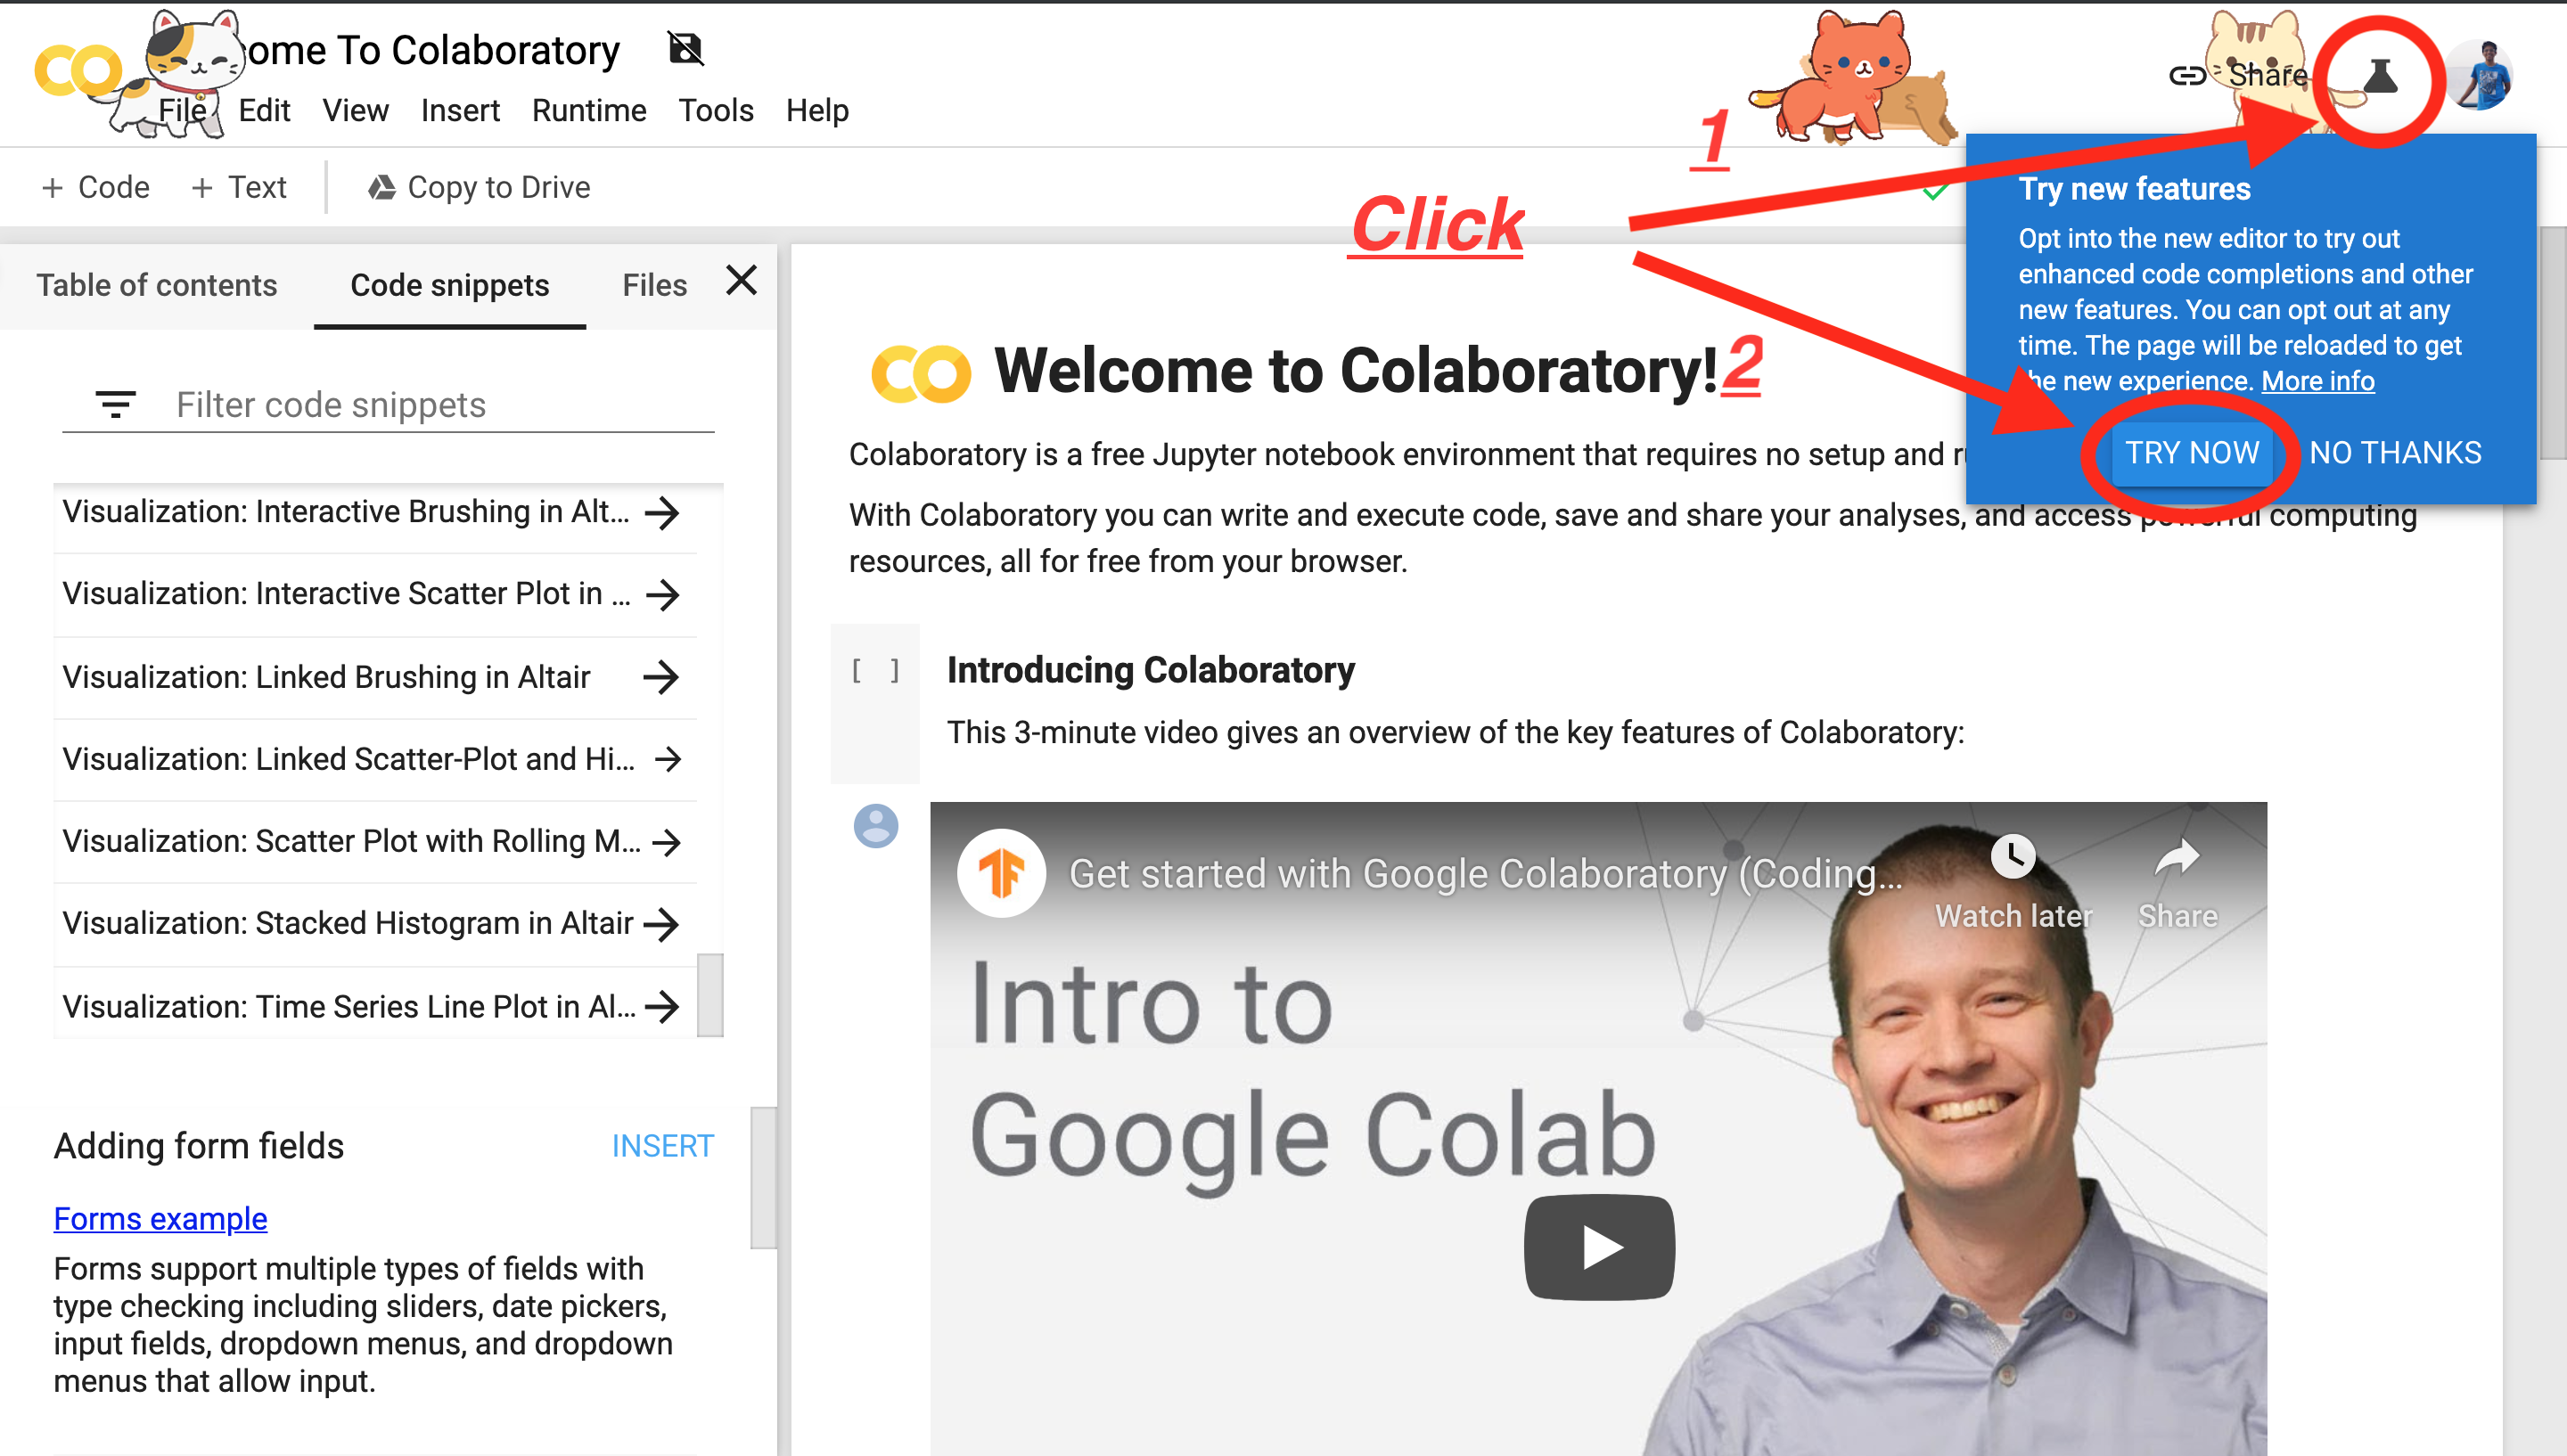 ome To Colaboratory
Share
File Edit View Insert Runtime Tools Help
1
+ Code + Text Copy to Drive
Click
Try new features
Opt into the new editor to try out
enhanced code completions and other
new features. You can opt out at any
time. The page will be reloaded to get
he new experience. More info
TRY NOW NO THANKS
Table of contents Code snippets Files
Filter code snippets
Visualization: Interactive Brushing in Alt...
Visualization: Interactive Scatter Plot in ...
Visualization: Linked Brushing in Altair
Visualization: Linked Scatter-Plot and Hi...
Visualization: Scatter Plot with Rolling M...
Visualization: Stacked Histogram in Altair
Visualization: Time Series Line Plot in Al...
Adding form fields INSERT
Forms example
Forms support multiple types of fields with
type checking including sliders, date pickers,
input fields, dropdown menus, and dropdown
menus that allow input.
CO Welcome to Colaboratory! 2
Colaboratory is a free Jupyter notebook environment that requires no setup and
With Colaboratory you can write and execute code, save and share your analyses, and access powerful computing
resources, all for free from your browser.
[ ] Introducing Colaboratory
This 3-minute video gives an overview of the key features of Colaboratory:
Get started with Google Colaboratory (Coding...
Watch later Share
Intro to
Google Colab